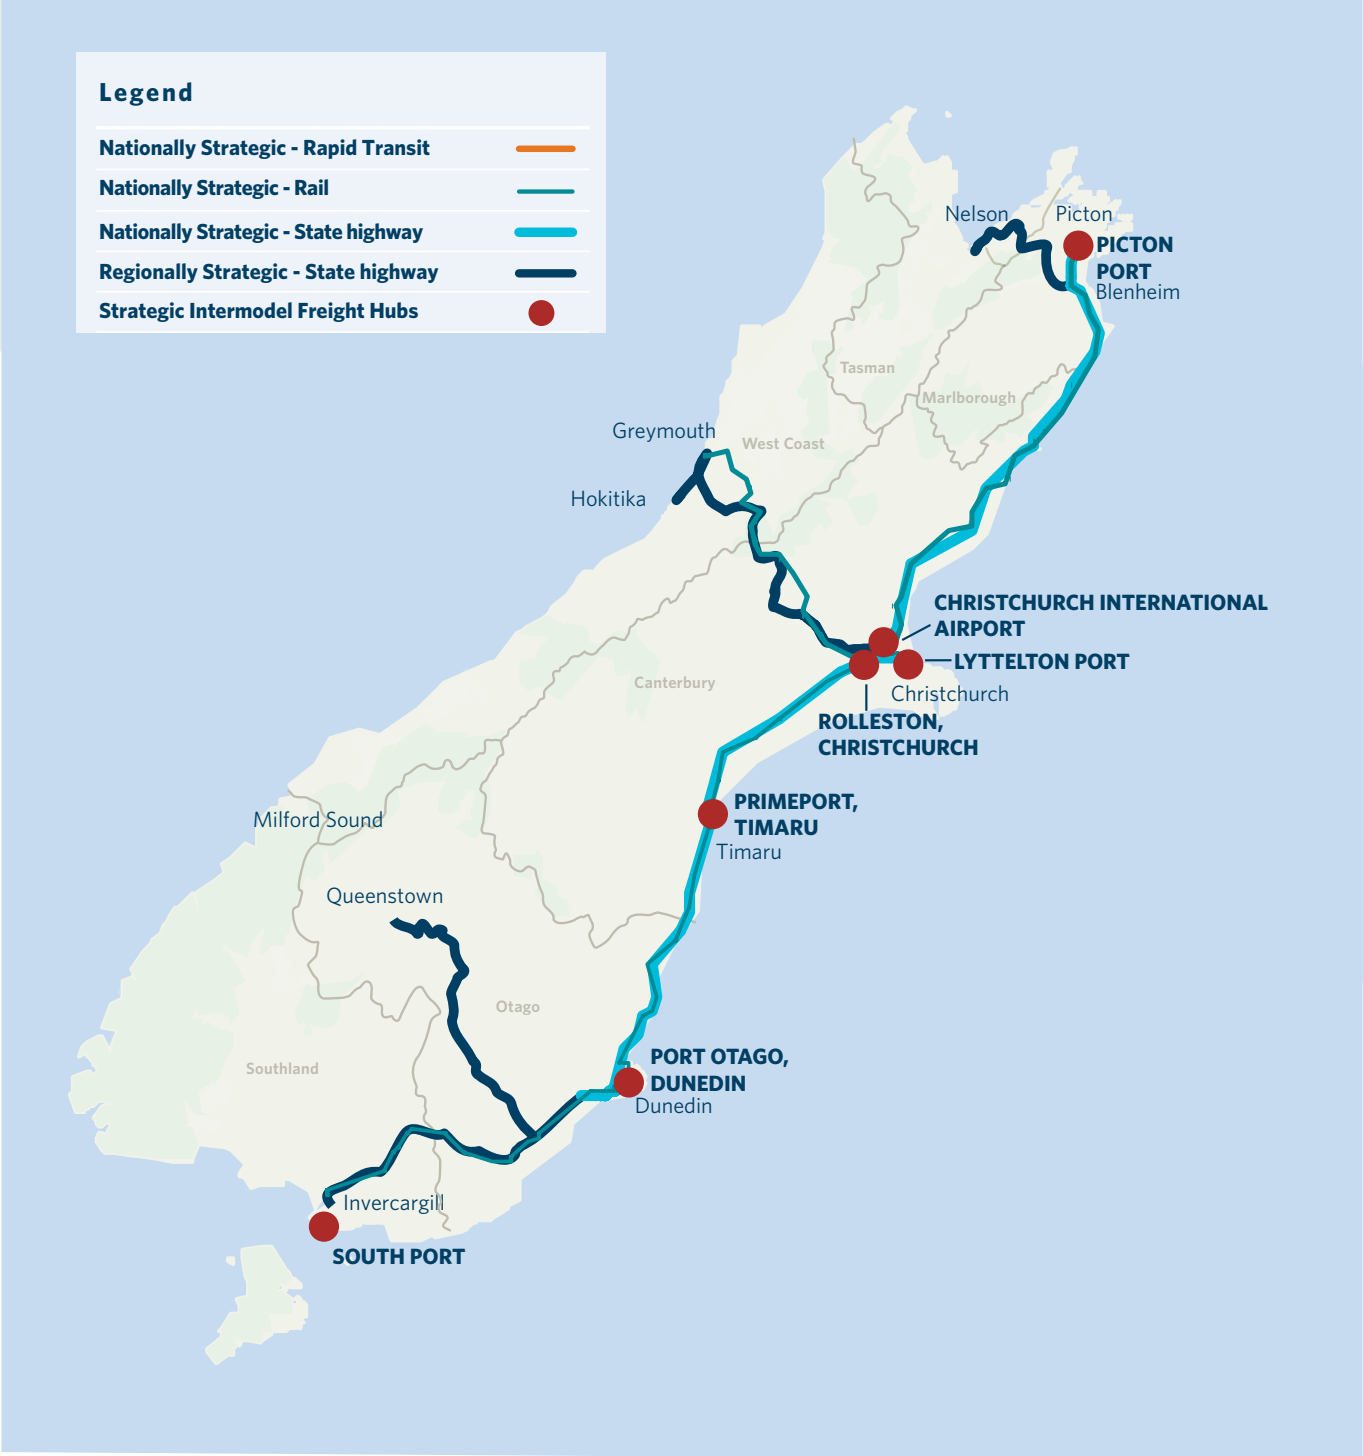 Legend
Nationally Strategic - Rapid Transit
Nationally Strategic - Rail
Nationally Strategic - State highway
Regionally Strategic - State highway
Strategic Intermodel Freight Hubs
Nelson
Picton
PICTON
PORT
Blenheim
Tasman
Marlborough
Greymouth
West Coast
Hokitika
CHRISTCHURCH INTERNATIONAL
AIRPORT
LYTTELTON PORT
Canterbury
Christchurch
ROLLESTON,
CHRISTCHURCH
PRIMEPORT,
TIMARU
Timaru
Milford Sound
Queenstown
Otago
PORT OTAGO,
DUNEDIN
Dunedin
Southland
Invercargill
SOUTH PORT